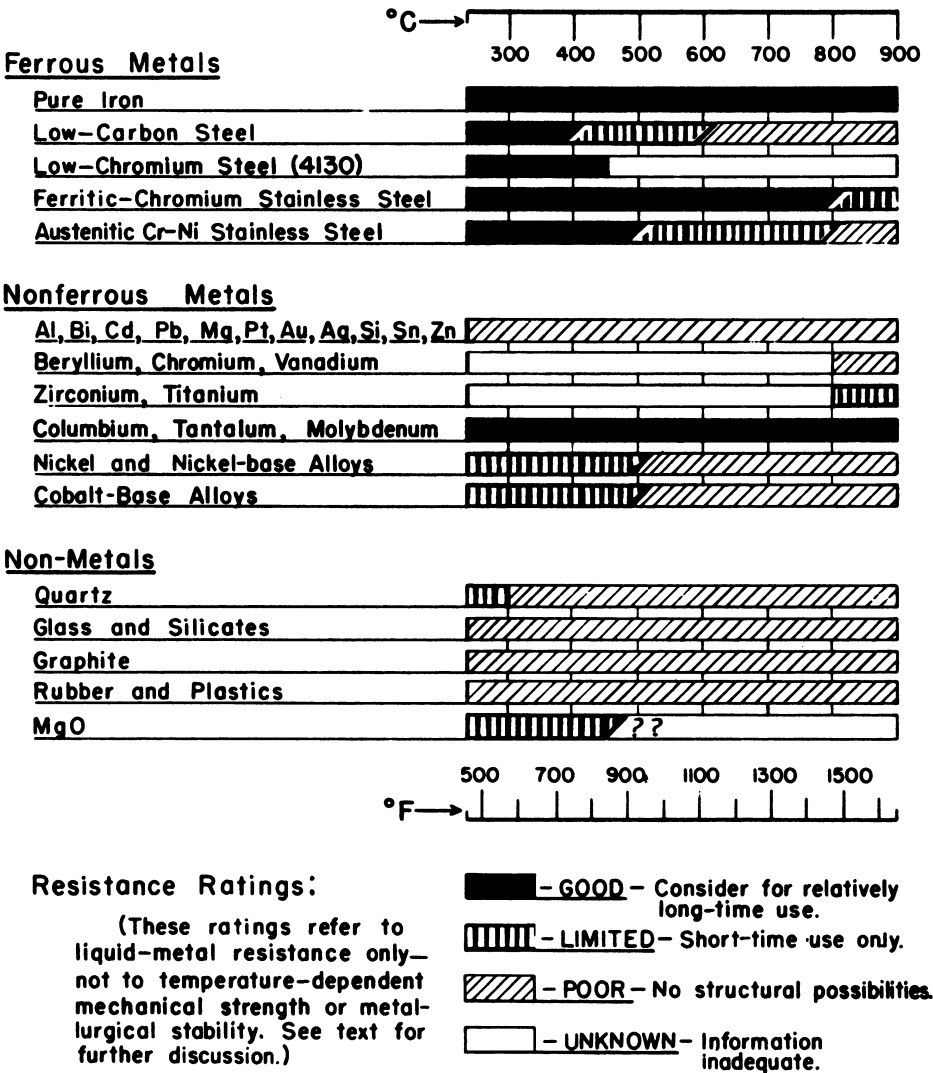 °C
300 400 500 600 700 800 900
Ferrous Metals
Pure Iron
Low-Carbon Steel
Low-Chromium Steel (4130)
Ferritic-Chromium Stainless Steel
Austenitic Cr-Ni Stainless Steel
Nonferrous Metals
Al, Bi, Cd, Pb, Mg, Pt, Au, Ag, Si, Sn, Zn
Beryllium, Chromium, Vanadium
Zirconium, Titanium
Columbium, Tantalum, Molybdenum
Nickel and Nickel-base Alloys
Cobalt-Base Alloys
Non-Metals
Quartz
Glass and Silicates
Graphite
Rubber and Plastics
MgO ? ?
500 700 900 1100 1300 1500
°F
Resistance Ratings:
(These ratings refer to
liquid-metal resistance only—
not to temperature-dependent
mechanical strength or metal-
lurgical stability. See text for
further discussion.)
- GOOD - Consider for relatively
long-time use.
- LIMITED - Short-time use only.
- POOR - No structural possibilities.
- UNKNOWN - Information
inadequate.